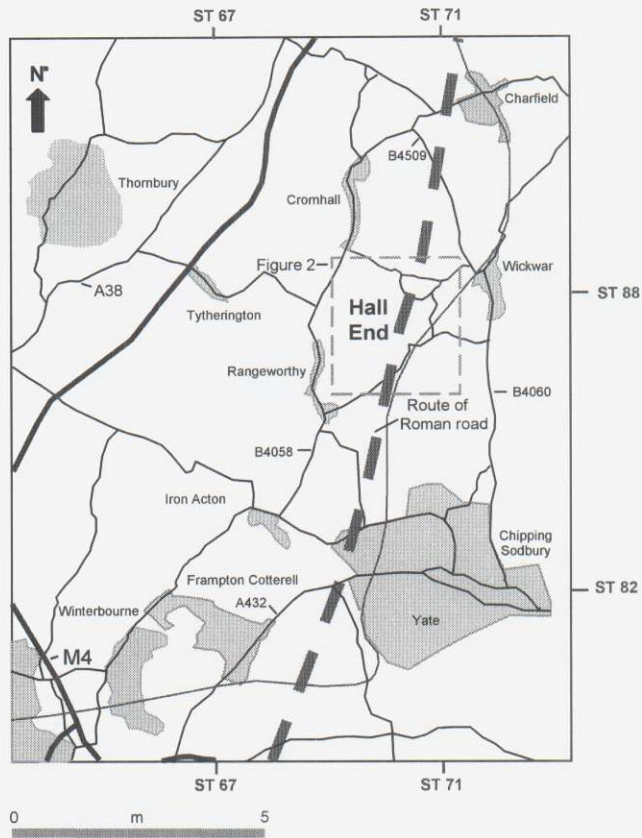 ST 67
ST 71
N
Charfield
B4509
Thornbury
Cromhall
Figure 2
Wickwar
A38
Hall
End
ST 88
Tytherington
Rangeworthy
B4060
Route of
Roman road
B4058
Iron Acton
Chipping
Sodbury
Frampton Cotterell
ST 82
Winterbourne
A432
Yate
M4
ST 67
ST 71
0
m
5